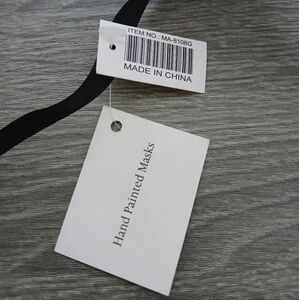 ITEM NO.: MA-8108G
MADE IN CHINA
Hand Painted Masks